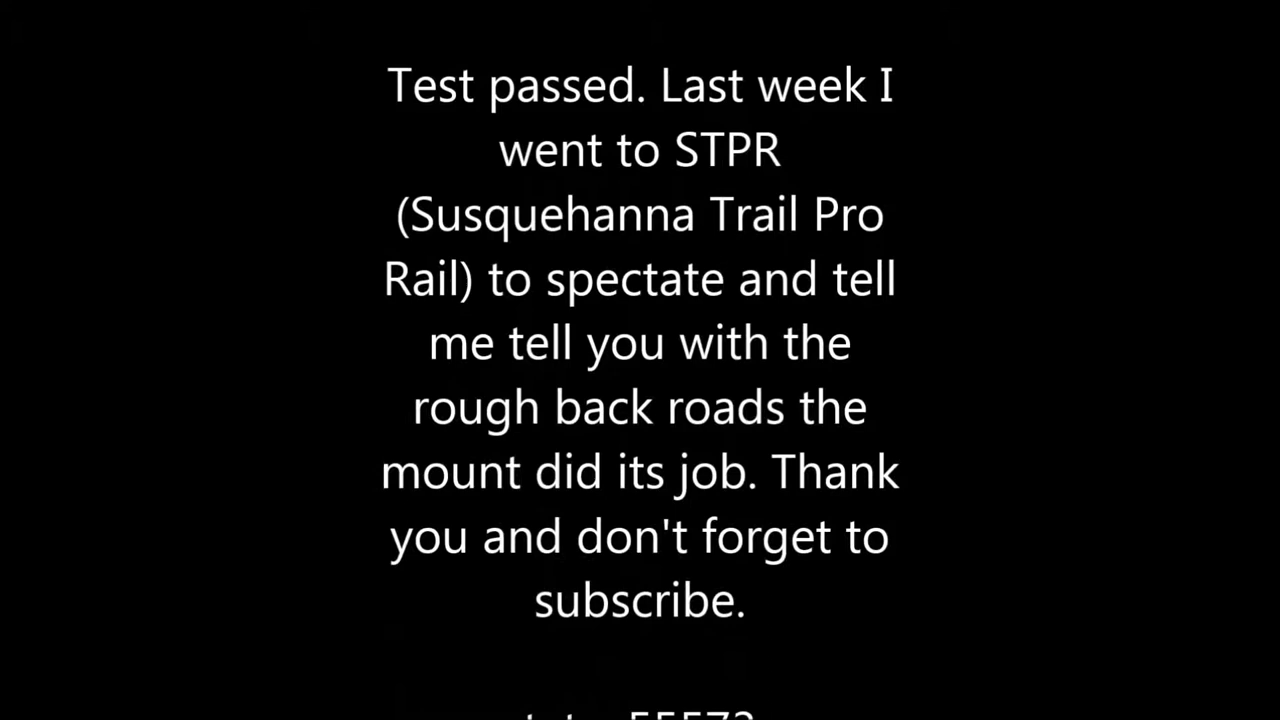 Test passed. Last week I
went to STPR
(Susquehanna Trail Pro
Rail) to spectate and tell
me tell you with the
rough back roads the
mount did its job. Thank
you and don't forget to
subscribe.